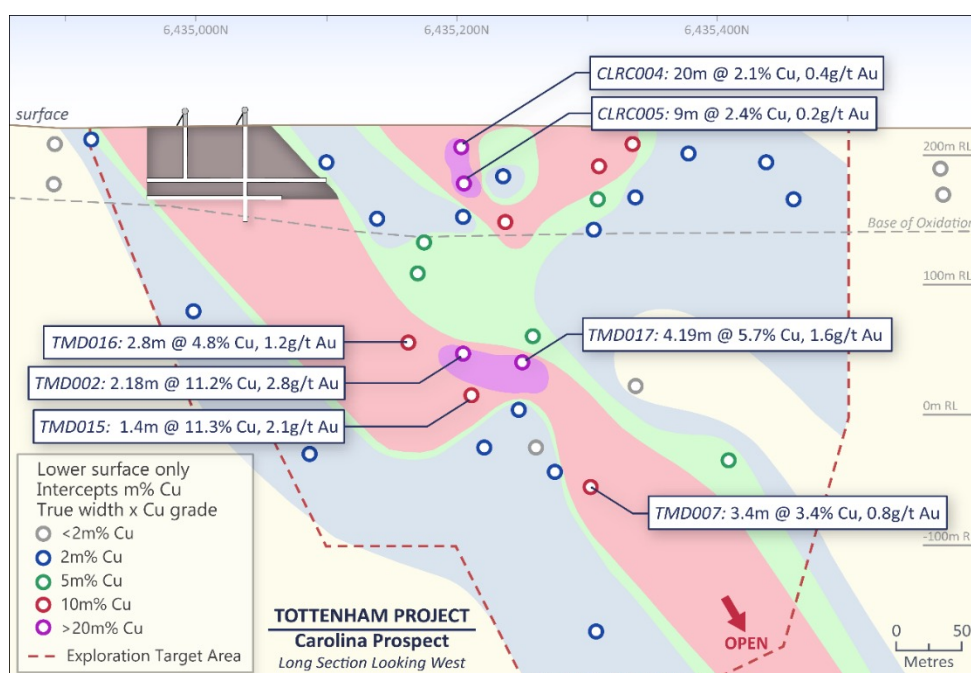 6,435,000N
6,435,200N
6,435,400N
CLRC004: 20m @ 2.1% Cu, 0.4g/t Au
surface
CLRC005: 9m @ 2.4% Cu, 0.2g/t Au
200m RL
Base of Oxidation
100m RL
TMD016: 2.8m @ 4.8% Cu, 1.2g/t Au
TMD017: 4.19m @ 5.7% Cu, 1.6g/t Au
TMD002: 2.18m @ 11.2% Cu, 2.8g/t Au
0m RL
TMD015: 1.4m @ 11.3% Cu, 2.1g/t Au
Lower surface only
Intercepts m% Cu
True width x Cu grade
<2m% Cu
2m% Cu
5m% Cu
10m% Cu
>20m% Cu
Exploration Target Area
TMD007: 3.4m @ 3.4% Cu, 0.8g/t Au
-100m RL
TOTTENHAM PROJECT
Carolina Prospect
Long Section Looking West
OPEN
0 50
Metres